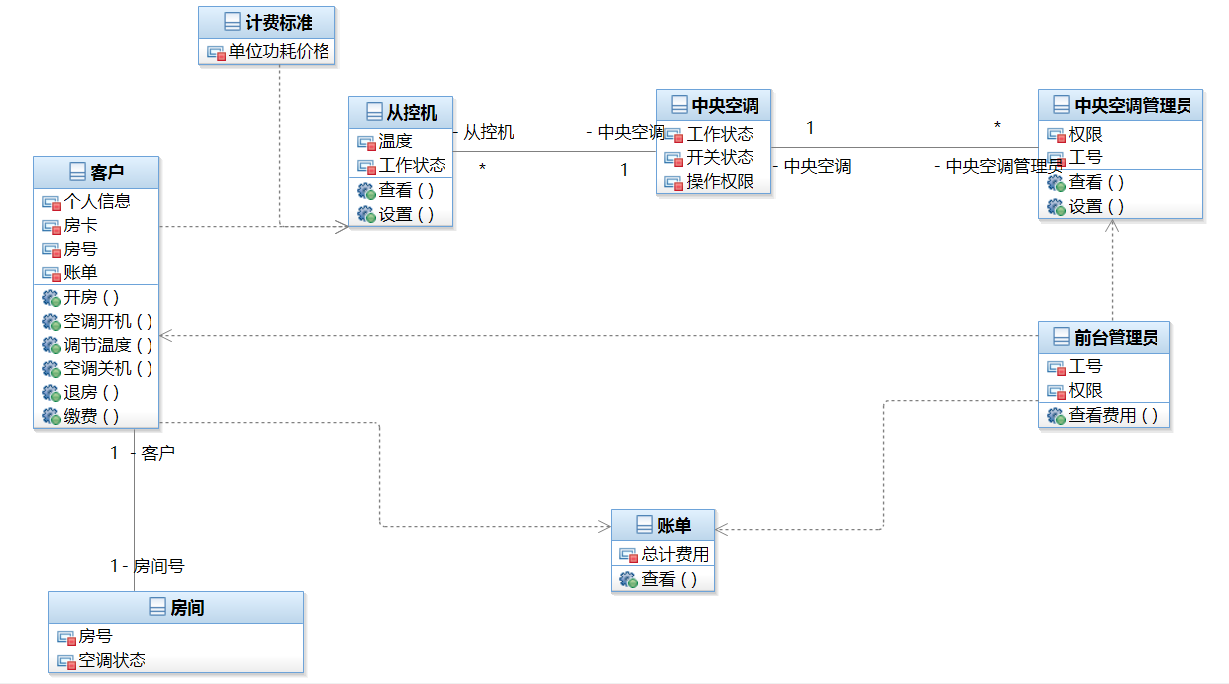 计费标准
单位功耗价格
从控机
温度
工作状态
查看 ( )
设置 ( )
- 从控机
*
- 中央空调
1
中央空调
工作状态
开关状态
操作权限
1
- 中央空调
*
- 中央空调管理员
中央空调管理员
权限
工号
查看 ( )
设置 ( )
客户
个人信息
房卡
房号
账单
开房 ( )
空调开机 ( )
调节温度 ( )
空调关机 ( )
退房 ( )
缴费 ( )
前台管理员
工号
权限
查看费用 ( )
1 - 客户
1 - 房间号
账单
总计费用
查看 ( )
房间
房号
空调状态